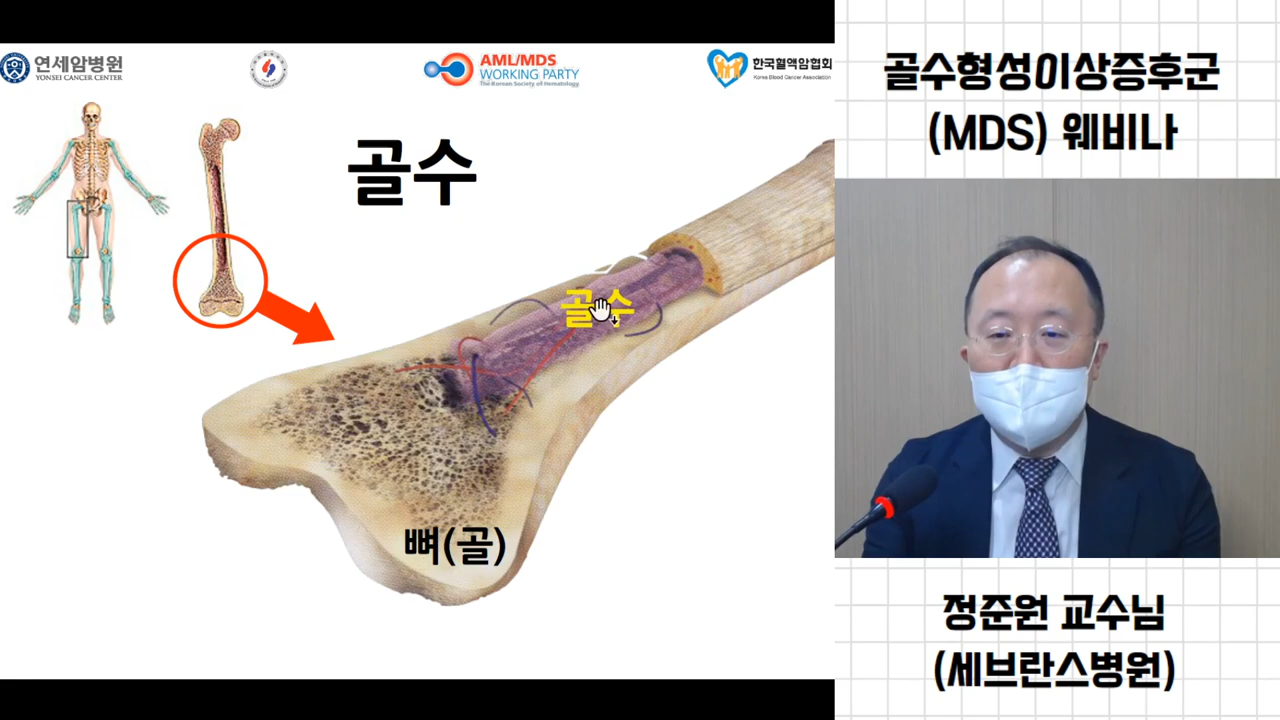 연세암병원
YONSEI CANCER CENTER
AML/MDS
WORKING PARTY
The Korean Society of Hematology
한국혈액암협회
Korea Blood Cancer Association
골수
골수
뼈(골)
골수형성이상증후군
(MDS) 웨비나
정준원 교수님
(세브란스병원)